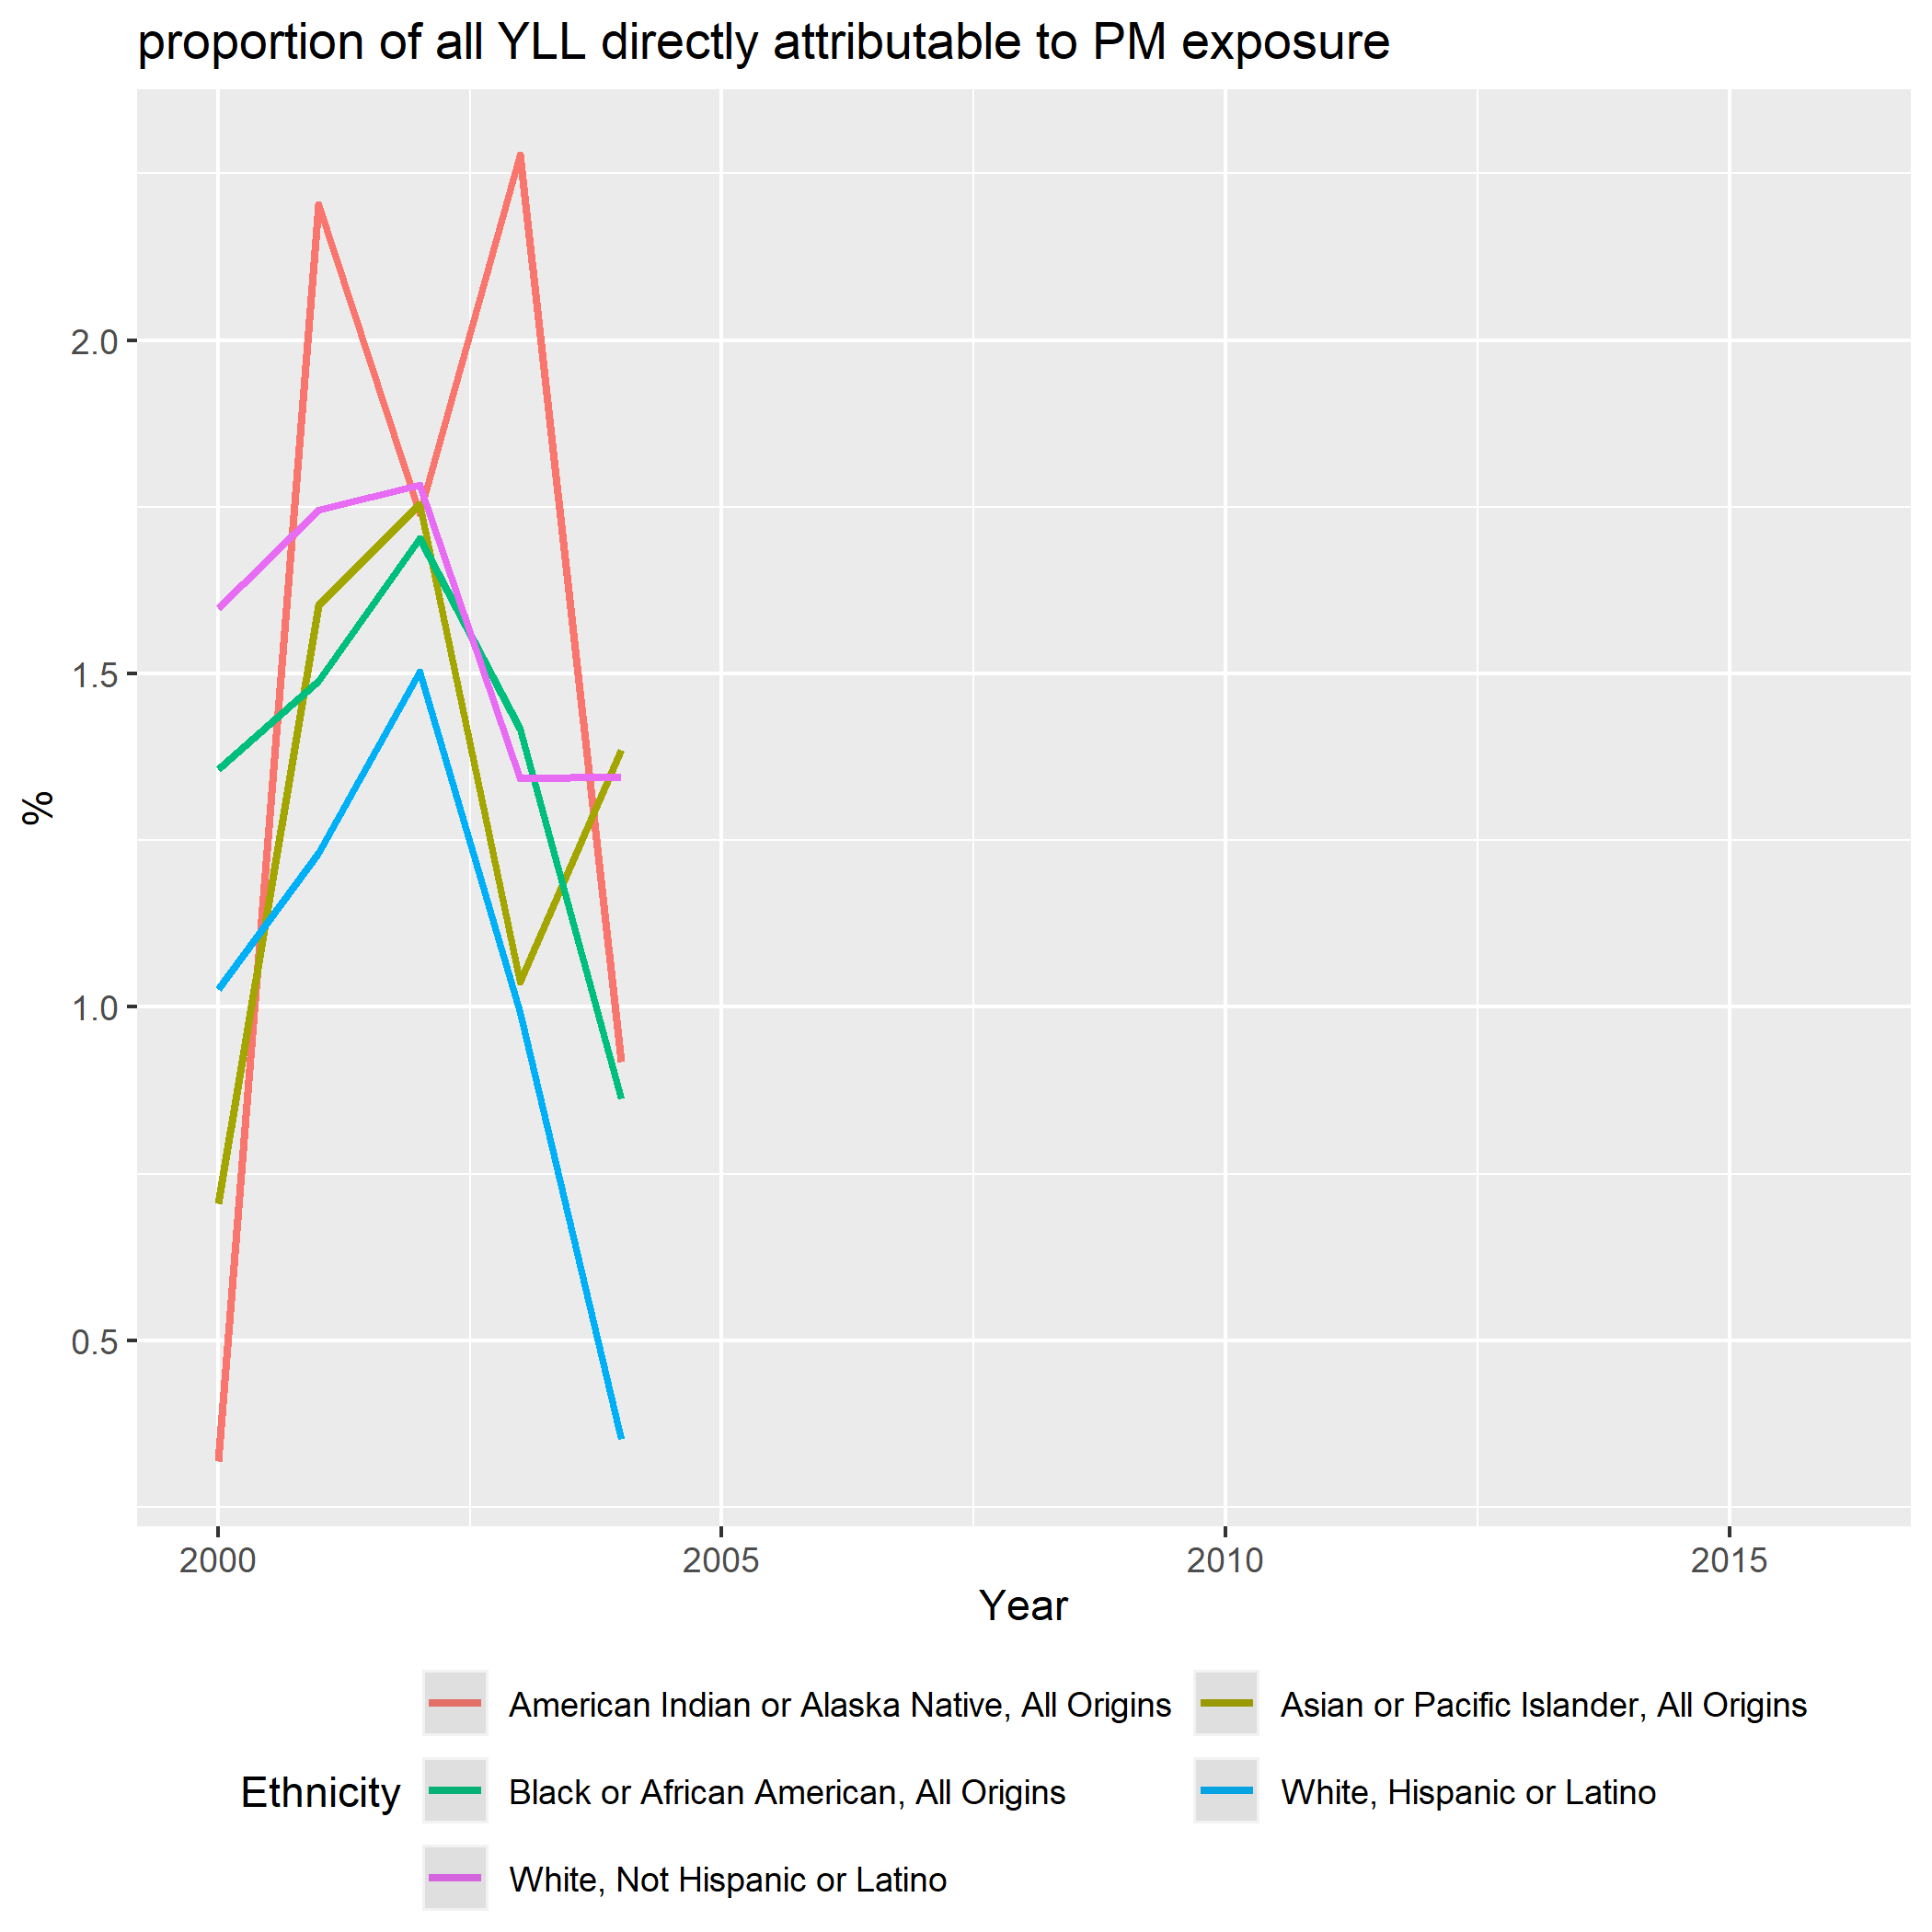 proportion of all YLL directly attributable to PM exposure
%
2.0
1.5
1.0
0.5
2000 2005 2010 2015
Year
Ethnicity
American Indian or Alaska Native, All Origins
Asian or Pacific Islander, All Origins
Black or African American, All Origins
White, Hispanic or Latino
White, Not Hispanic or Latino